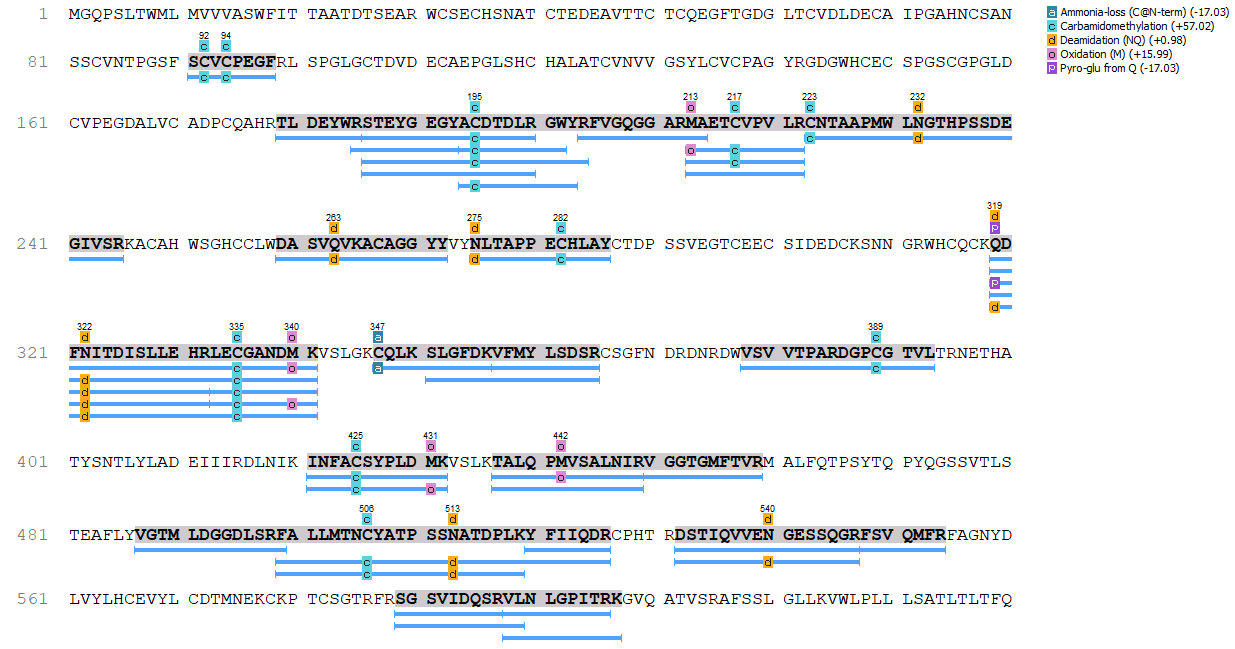 1 MGQPSLTWML MVVVASWFIT TAATDTSEAR WCSECHSNAT CTEDEAVTTC TCQEGFTGDG LTCVDLDECA IPGAHNCSAN
a Ammonia-loss (C@N-term) (-17.03)
c Carbamidomethylation (+57.02)
d Deamidation (NQ) (+0.98)
o Oxidation (M) (+15.99)
p Pyro-glu from Q (-17.03)
92 94
c c
81 SSCVNTPGSF SCVCPEGFRL SPGLGCTDVD ECAEPGLSHC HALATCVNVV GSYLCVCPAG YRGDGWHCEC SPGSCGPGLD
c c
195 213 217 223 232
c o c c d
161 CVPEGDALVC ADPCQAHRTL DEYWRSTEYG EGYACDTDLR GWYRFVGQGG ARMAETCVPV LRCNTAAPMW LNGTHPSSDE
c c d
c o c
c c
c
319
263 275 282 d
d d c p
241 GIVSRKACAH WSGHCCLWDA SVQVKACAGG YYVYNLTAPP ECHLAYCTDP SSVEGTCEEC SIDEDCKSNN GRWHCQCKQD
d d c
p
d
322 335 340 347 389
d c o a c
321 FNITDISLLE HRLECGANDM KVSLGKCQLK SLGFDKVFMY LSDSRCSGFN DRDNRDWVSV VTPARDGPCG TVLTRNETHA
c o a c
d c
d c
d c o
d c
425 431 442
c o o
401 TYSNTLYLAD EIIIRDLNIK INFACSYPLD MKVSLKTALQ PMVSALNIRV GGTGMFTVRM ALFQTPSYTQ PYQGSSVTLS
c o
c o
506 513 540
c d d
481 TEAFLYVGTM LDGGDLSRFA LLMTNCYATP SSNATDPLKY FIIQDRCPHT RDSTIQVVEN GESSQGRFSV QMFRFAGNYD
c d d
c d
561 LVYLHCEVYL CDTMNEKCKP TCSGTRFRSG SVIDQSRVLN LGPITRKGVQ ATVSRAFSSL GLLKVWLPLL LSATLTLTFQ